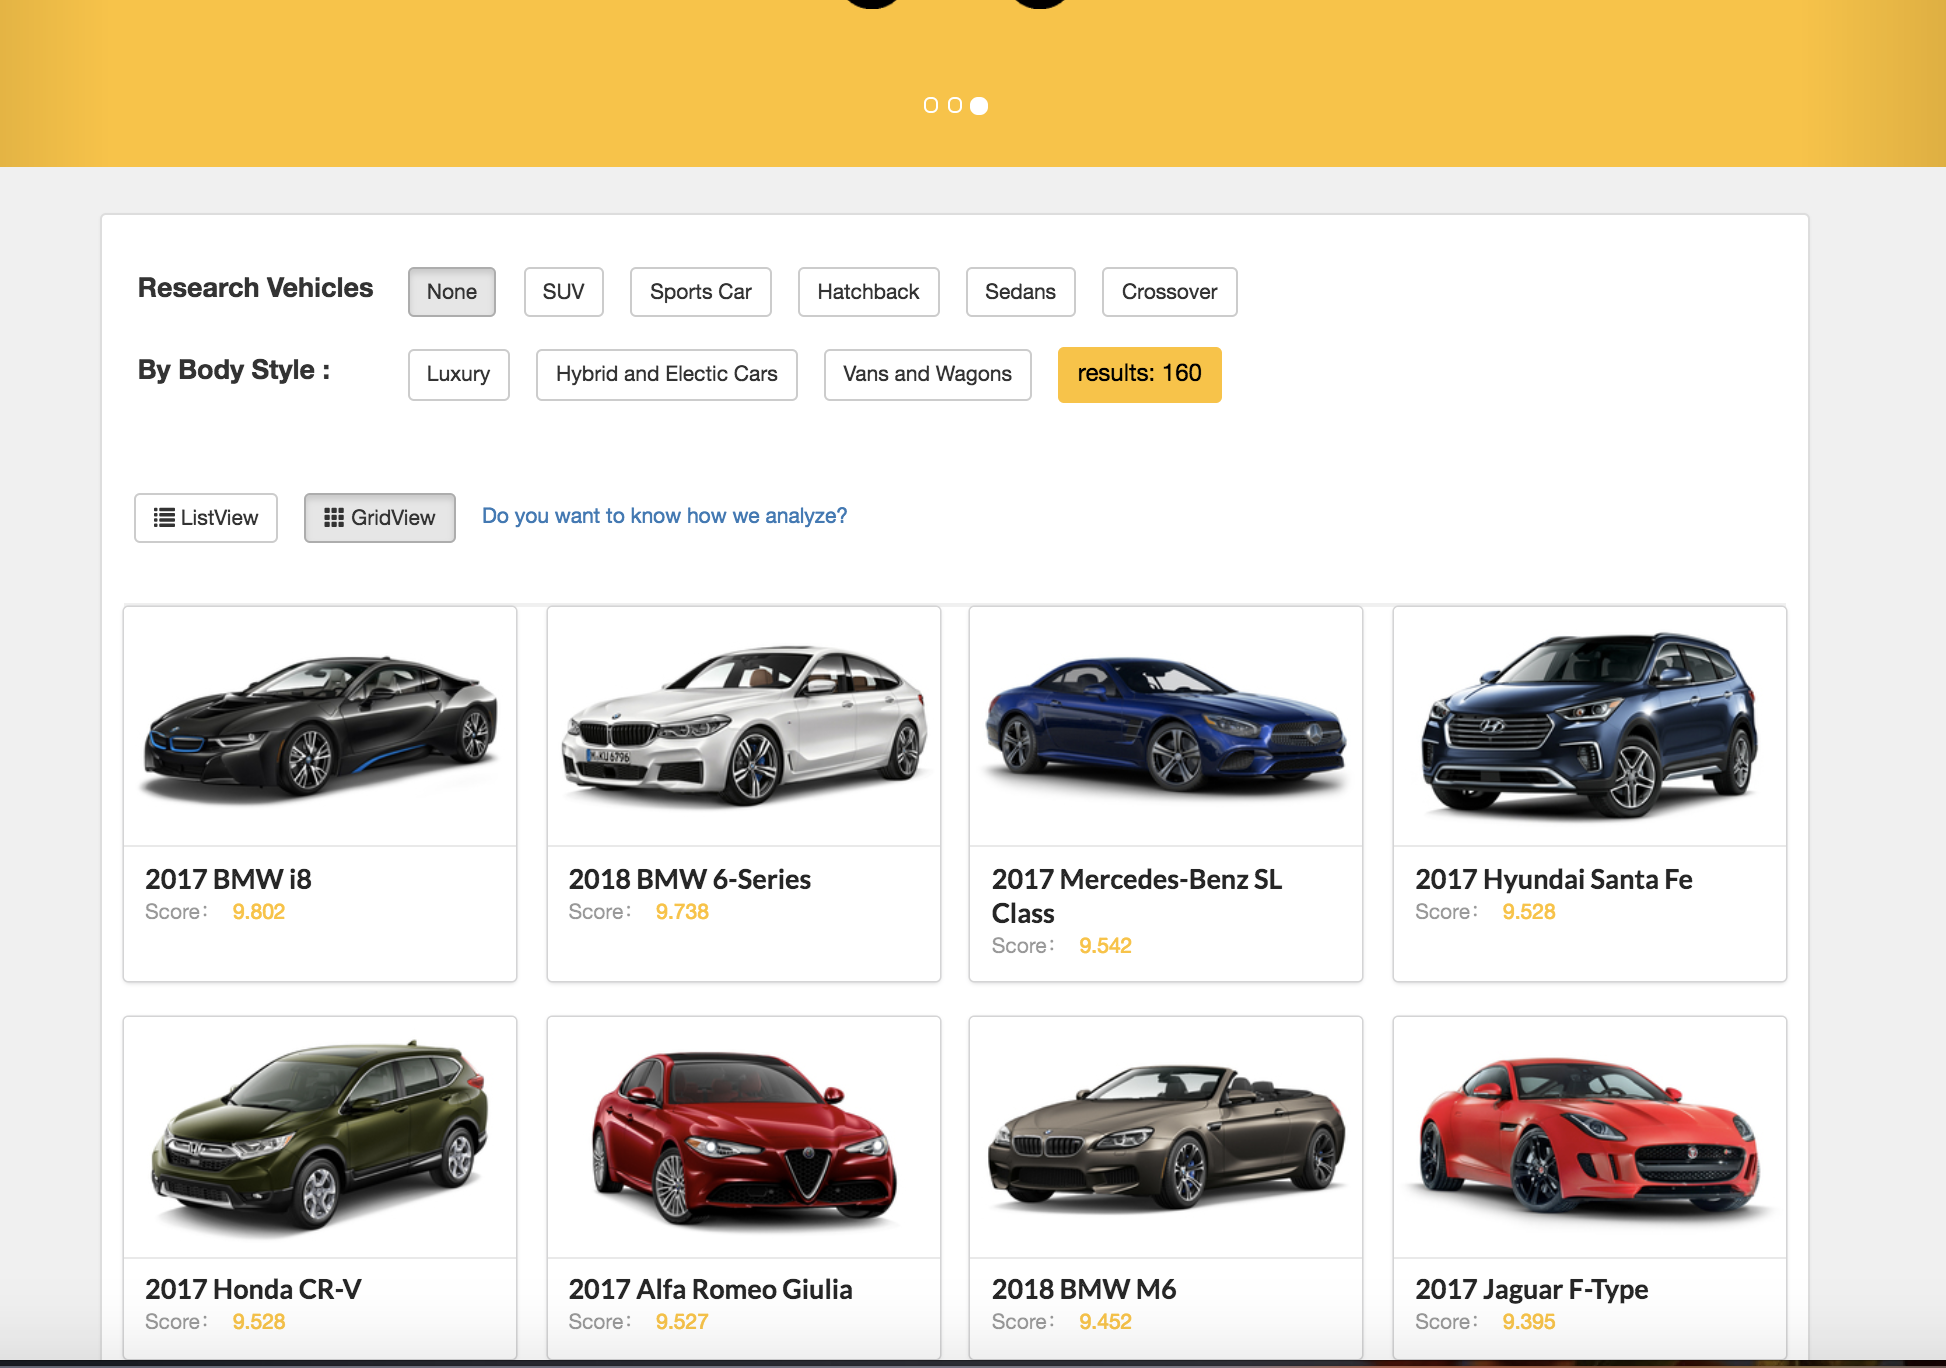 Research Vehicles None SUV Sports Car Hatchback Sedans Crossover
By Body Style : Luxury Hybrid and Electic Cars Vans and Wagons results: 160
ListView GridView Do you want to know how we analyze?
M·KU 6796
2017 BMW i8
Score: 9.802
2018 BMW 6-Series
Score: 9.738
2017 Mercedes-Benz SL
Class
Score: 9.542
2017 Hyundai Santa Fe
Score: 9.528
2017 Honda CR-V
Score: 9.528
2017 Alfa Romeo Giulia
Score: 9.527
2018 BMW M6
Score: 9.452
2017 Jaguar F-Type
Score: 9.395